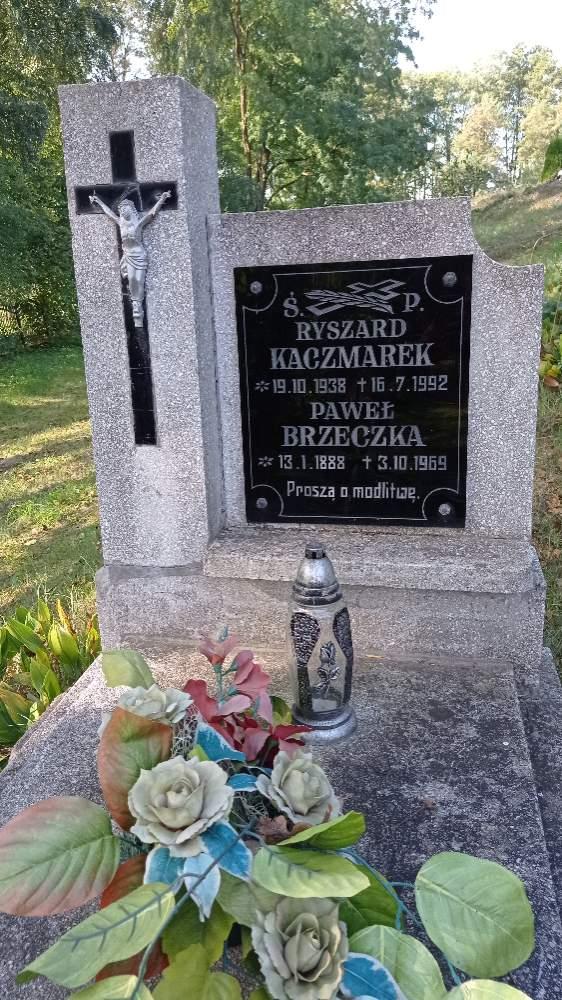 Ś. P.
RYSZARD
KACZMAREK
*19.10.1938 †16.7.1992
PAWEŁ
BRZECZKA
*13.1.1888 †3.10.1969
Proszą o modlitwę.